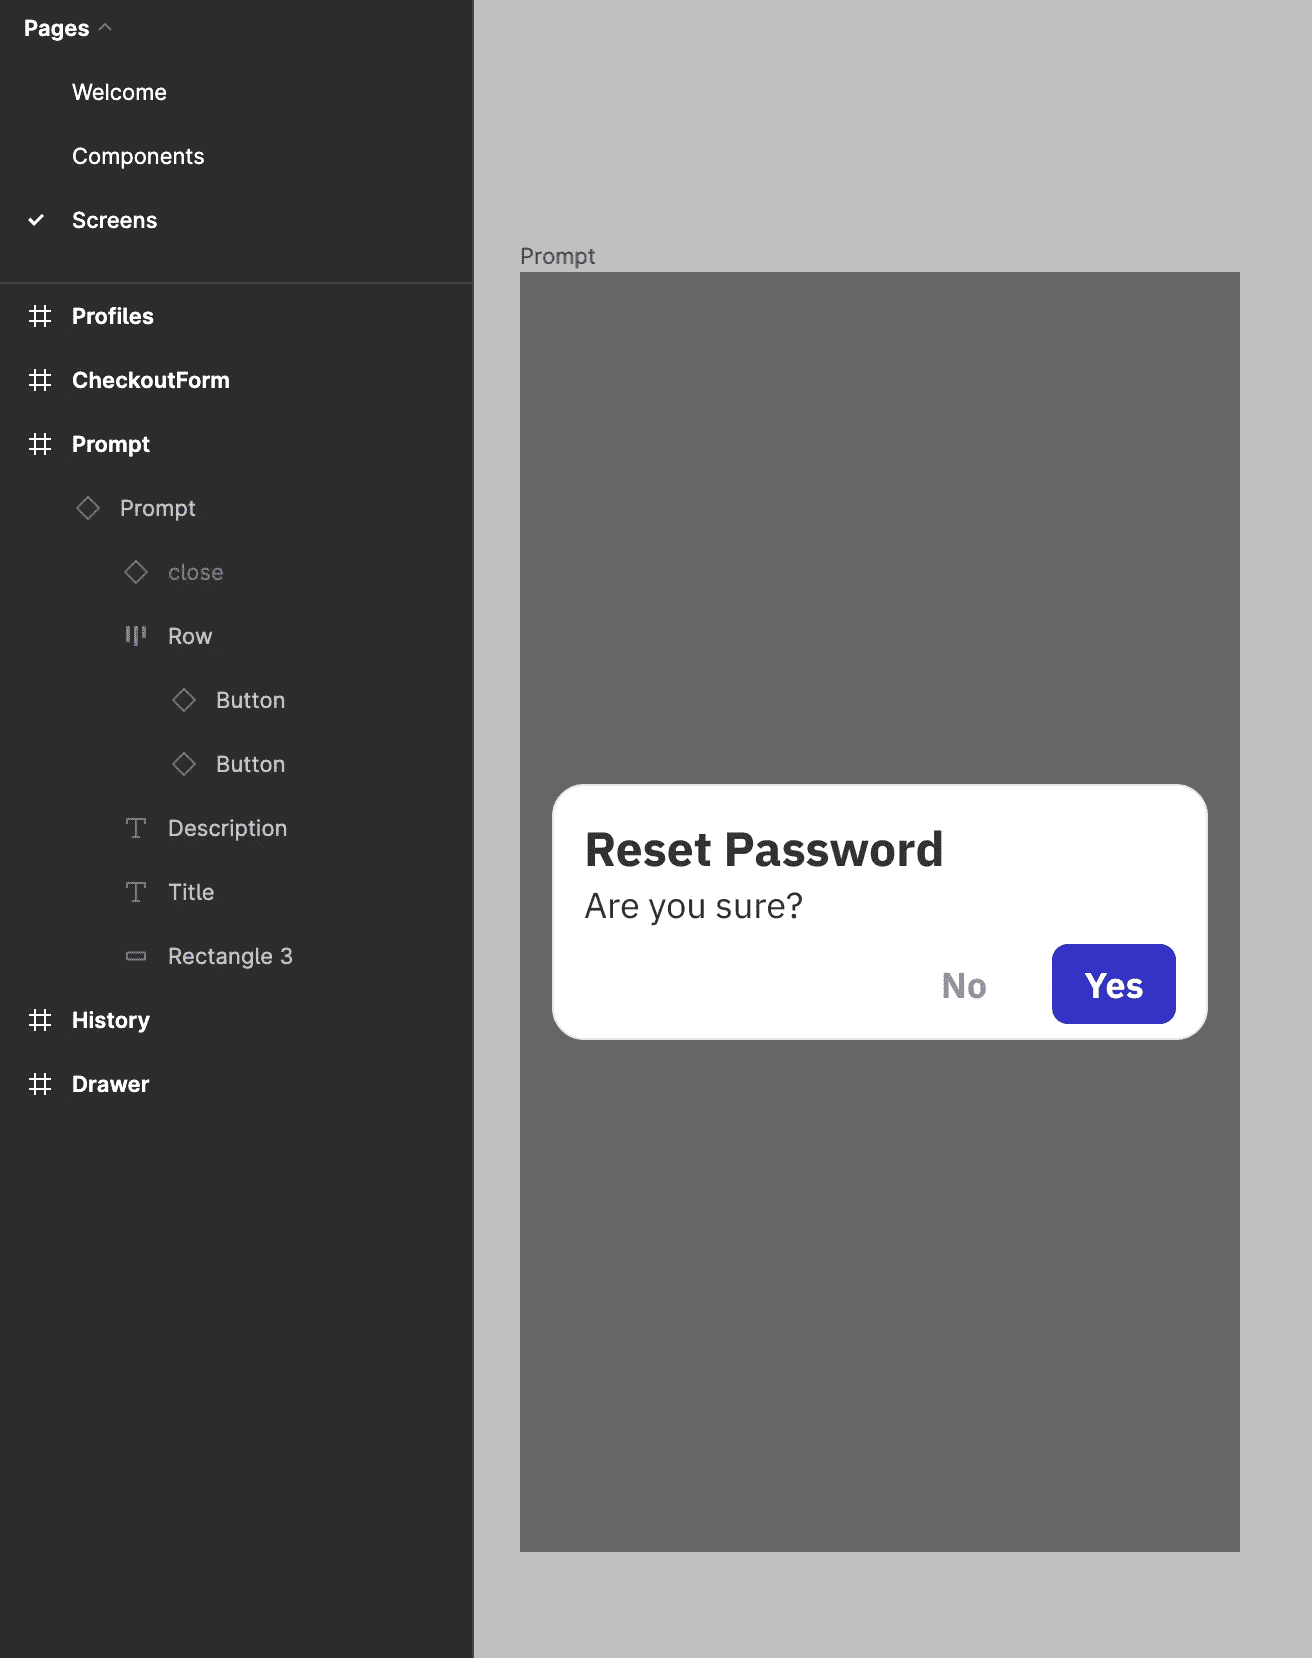 Pages
Welcome
Components
Screens
Profiles
CheckoutForm
Prompt
Prompt
close
Row
Button
Button
Description
Title
Rectangle 3
History
Drawer
Prompt
Reset Password
Are you sure?
No Yes